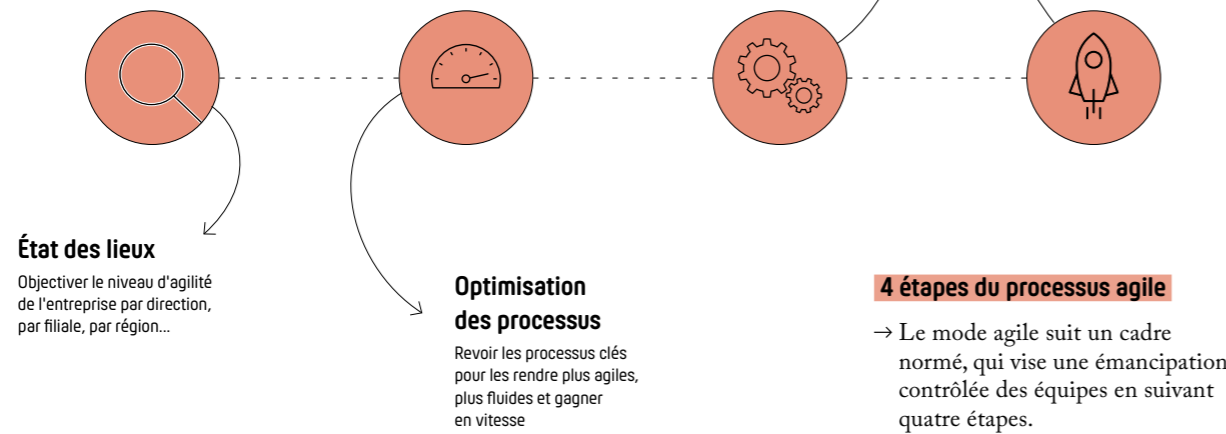 État des lieux
Objectiver le niveau d'agilité
de l'entreprise par direction,
par filiale, par région...
Optimisation
des processus
Revoir les processus clés
pour les rendre plus agiles,
plus fluides et gagner
en vitesse
4 étapes du processus agile
→ Le mode agile suit un cadre
normé, qui vise une émancipation
contrôlée des équipes en suivant
quatre étapes.